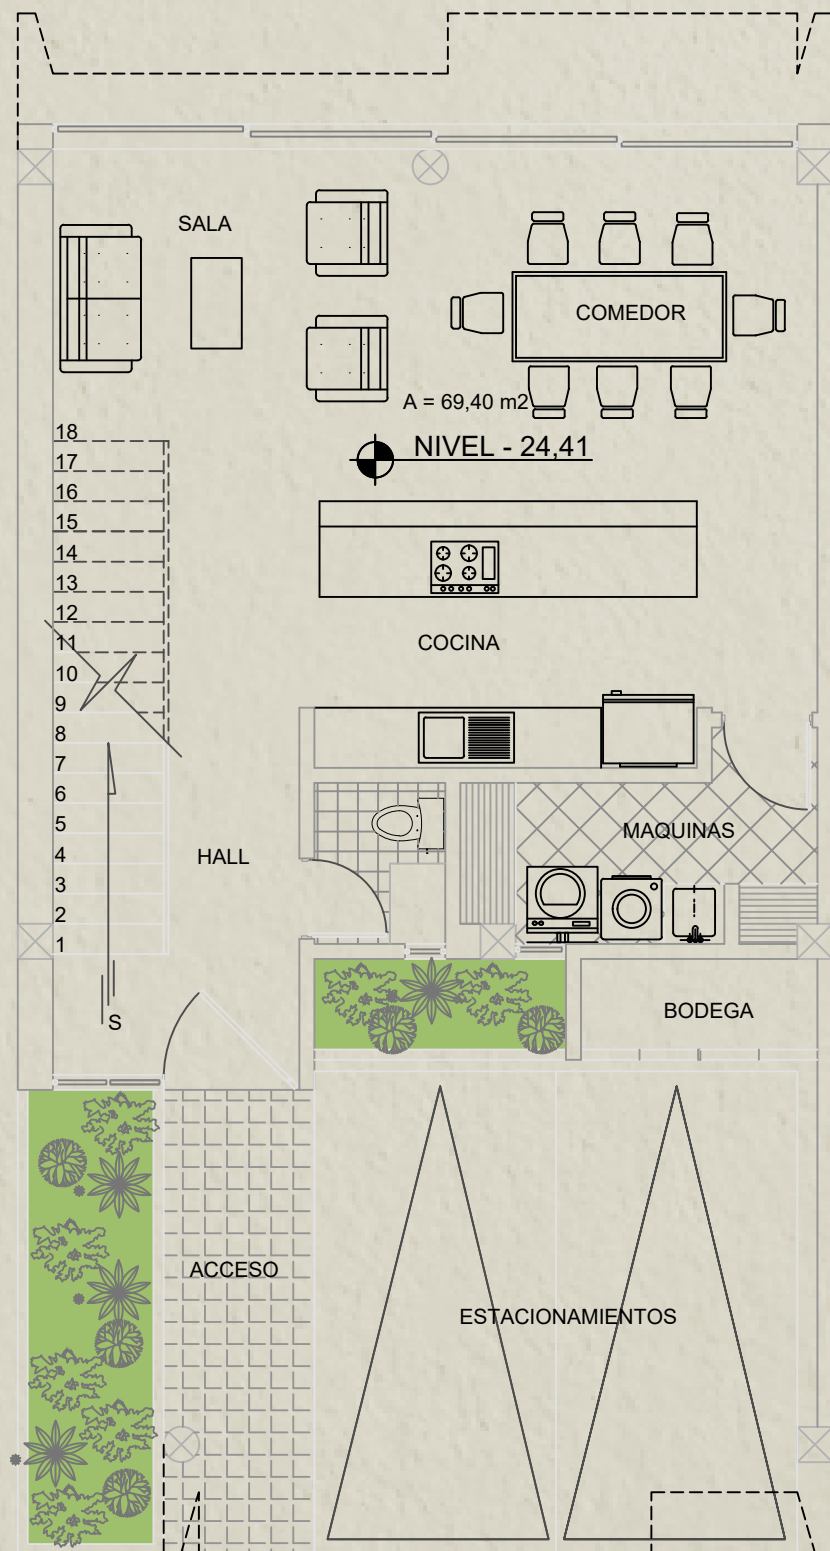 SALA
COMEDOR
A = 69,40 m2
NIVEL - 24,41
18
17
16
15
14
13
12
11
10
9
8
7
6
5
4
3
2
1
COCINA
MAQUINAS
HALL
BODEGA
S
ACCESO
ESTACIONAMIENTOS